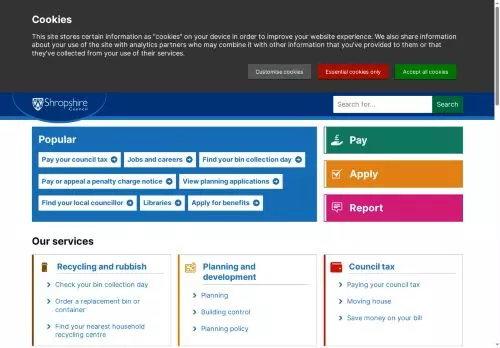 Cookies
This site stores certain information as "cookies" on your device in order to improve your website experience. We also share information
about your use of the site with analytics partners who may combine it with other information that you've provided to them or that
they've collected from your use of their services.
Customise cookies
Essential cookies only
Accept all cookies
Shropshire
Council
Search for...
Search
Popular
Pay your council tax
Jobs and careers
Find your bin collection day
Pay or appeal a penalty charge notice
View planning applications
Find your local councillor
Libraries
Apply for benefits
Pay
Apply
Report
Our services
Recycling and rubbish
Check your bin collection day
Order a replacement bin or
container
Find your nearest household
recycling centre
Planning and
development
Planning
Building control
Planning policy
Council tax
Paying your council tax
Moving house
Save money on your bill